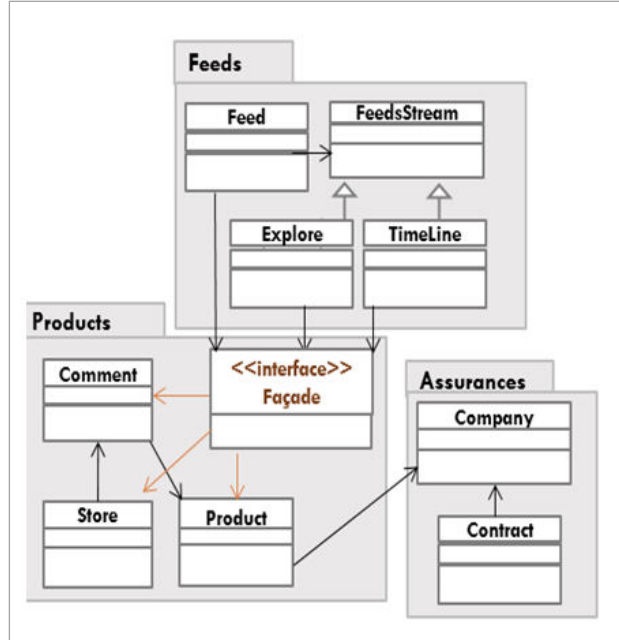 Feeds
Feed
FeedsStream
Explore
TimeLine
Products
Comment
<<interface>>
Façade
Store
Product
Assurances
Company
Contract